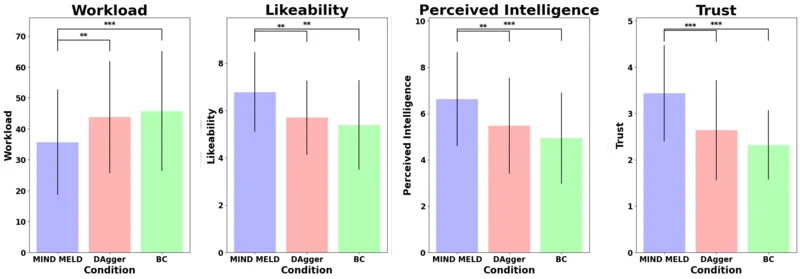 Workload
***
**
70
60
50
40
30
20
10
0
Workload
MIND MELD DAgger BC
Condition
Likeability
** **
8
6
4
2
0
Likeability
MIND MELD DAgger BC
Condition
Perceived Intelligence
** ***
10
8
6
4
2
0
Perceived Intelligence
MIND MELD DAgger BC
Condition
Trust
*** ***
5
4
3
2
1
0
Trust
MIND MELD DAgger BC
Condition